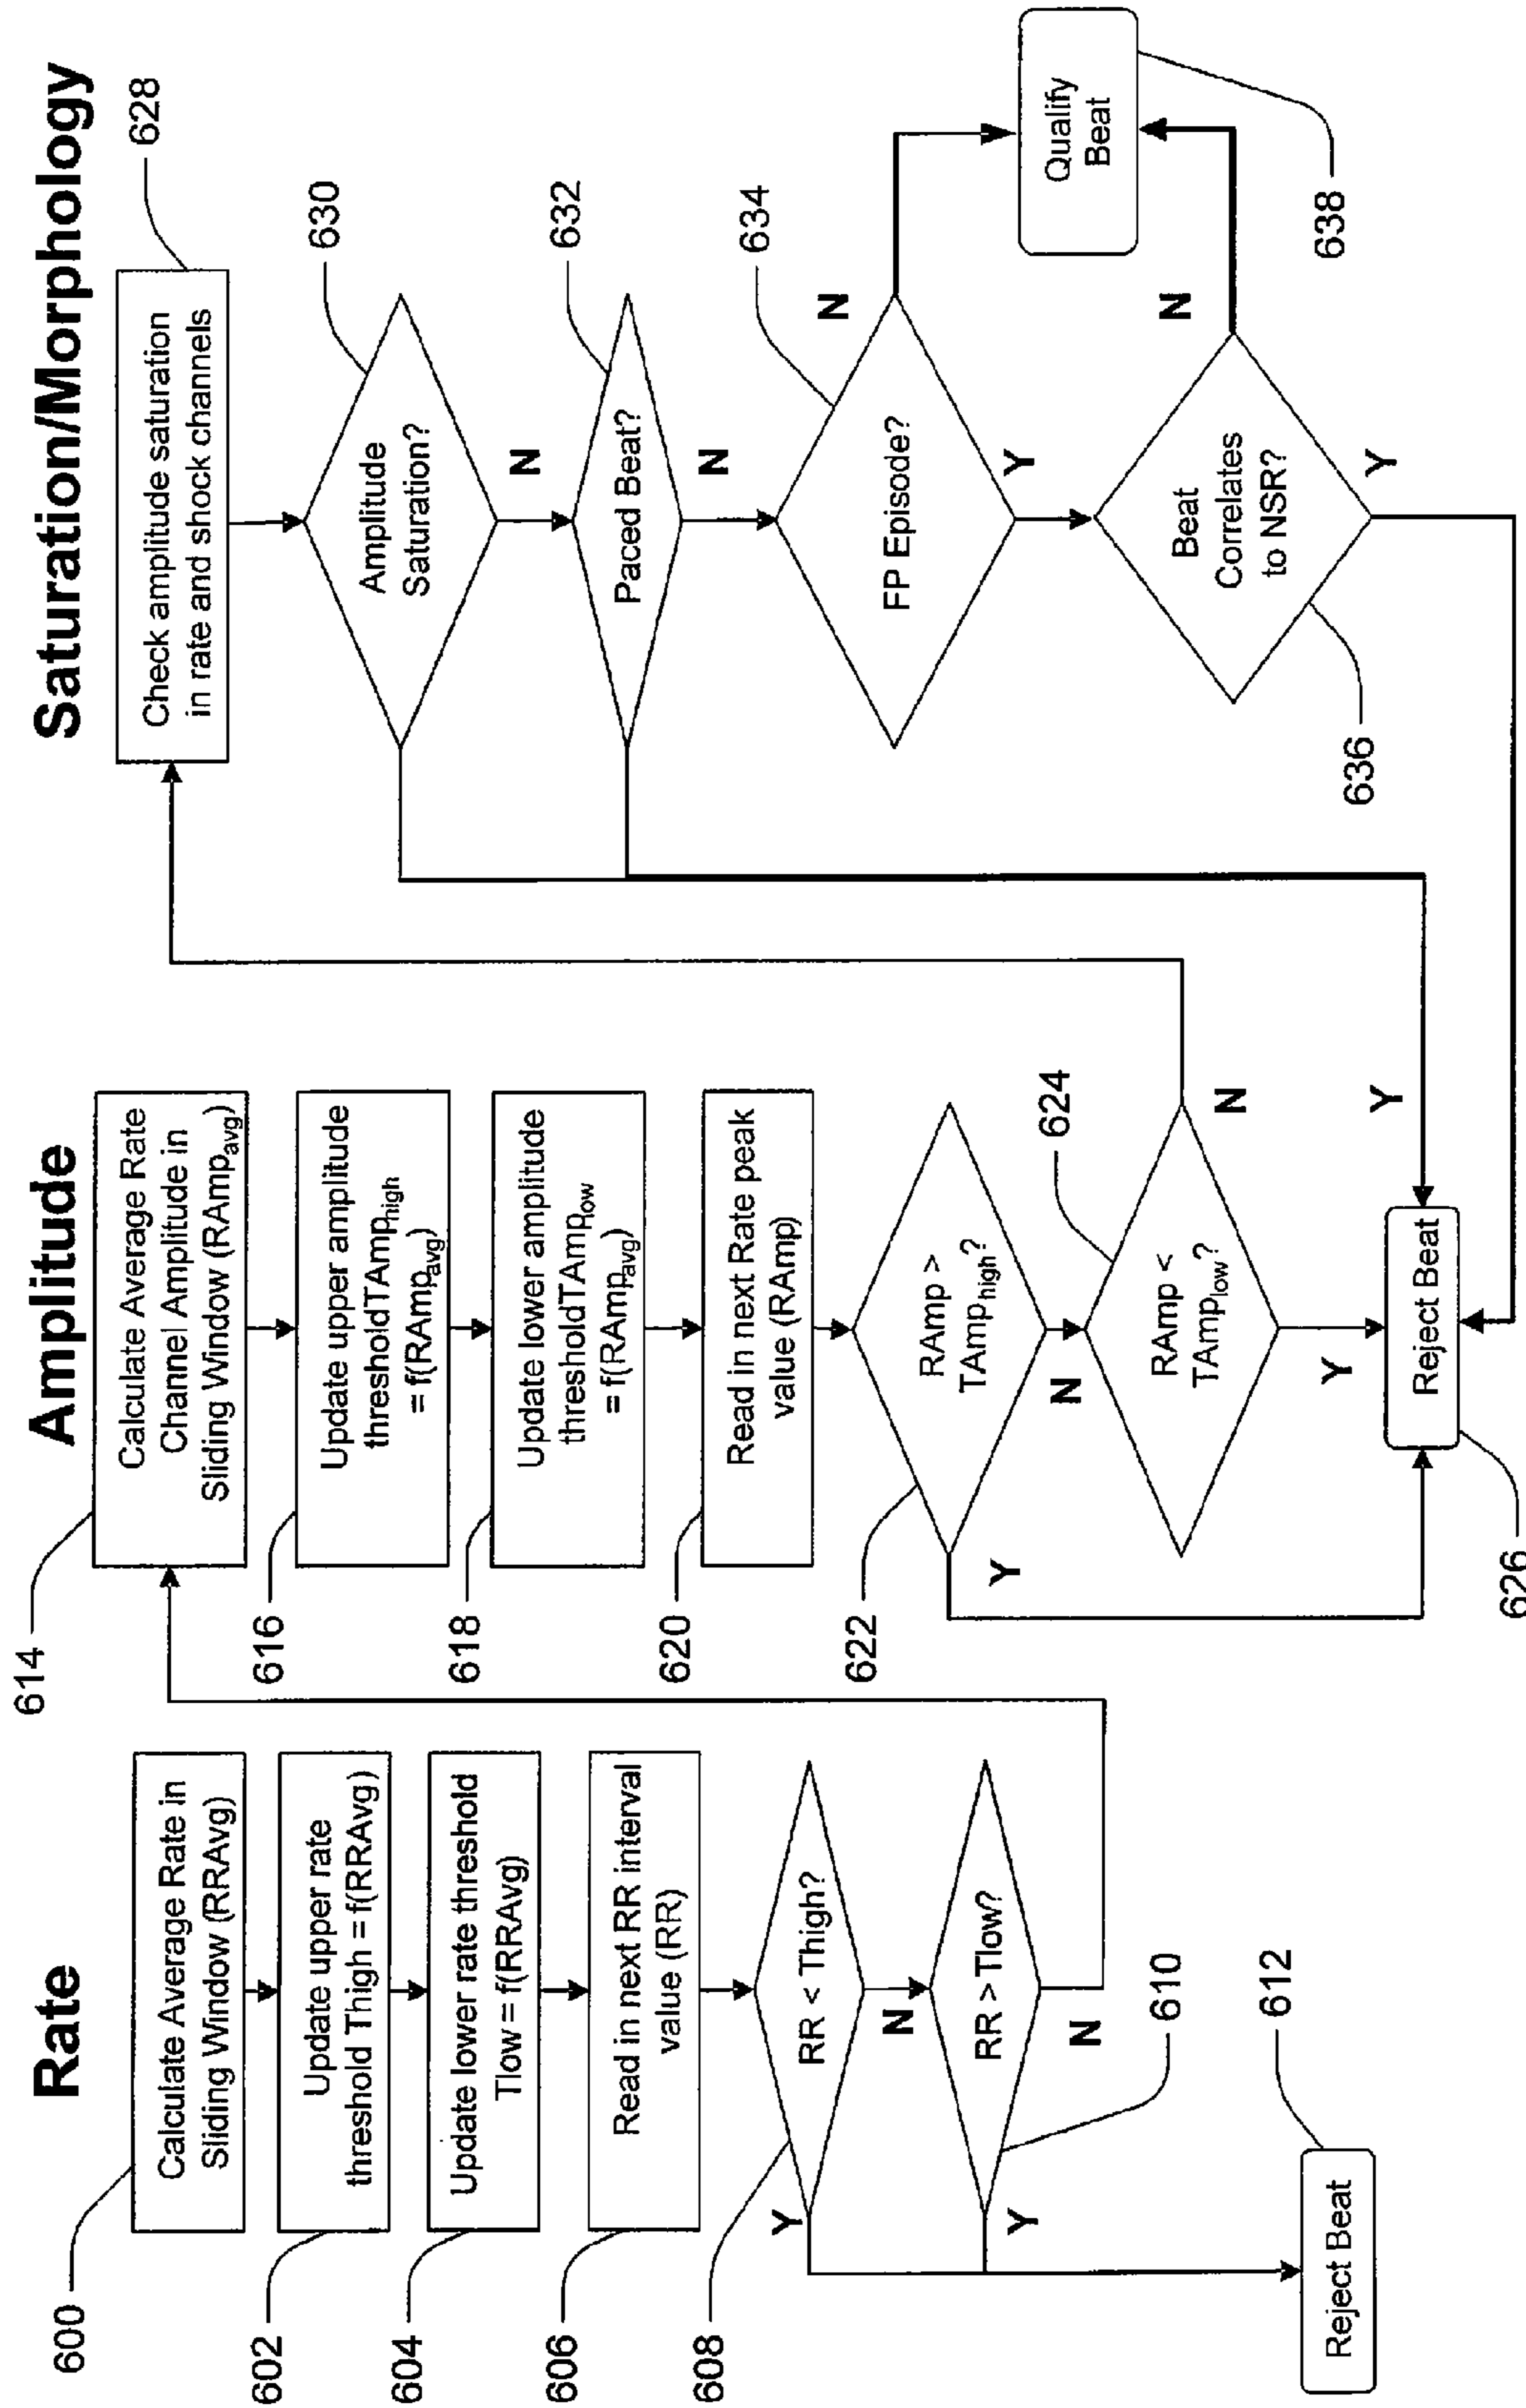 Rate
600
Calculate Average Rate in
Sliding Window (RRAvg)
602
Update upper rate
threshold Thigh = f(RRAvg)
604
Update lower rate threshold
Tlow = f(RRAvg)
606
Read in next RR interval
value (RR)
608
RR < Thigh?
Y
N
RR > Tlow?
610
Y
N
612
Reject Beat
Amplitude
614
Calculate Average Rate
Channel Amplitude in
Sliding Window (RAmpavg)
616
Update upper amplitude
thresholdTAmphigh
= f(RAmpavg)
618
Update lower amplitude
thresholdTAmplow
= f(RAmpavg)
620
Read in next Rate peak
value (RAmp)
622
RAmp >
TAmphigh?
Y
N
624
RAmp <
TAmplow?
N
Y
Y
Reject Beat
626
Saturation/Morphology
628
Check amplitude saturation
in rate and shock channels
630
Amplitude
Saturation?
N
632
Paced Beat?
N
634
FP Episode?
N
Y
636
Beat
Correlates
to NSR?
N
Y
Qualify
Beat
638